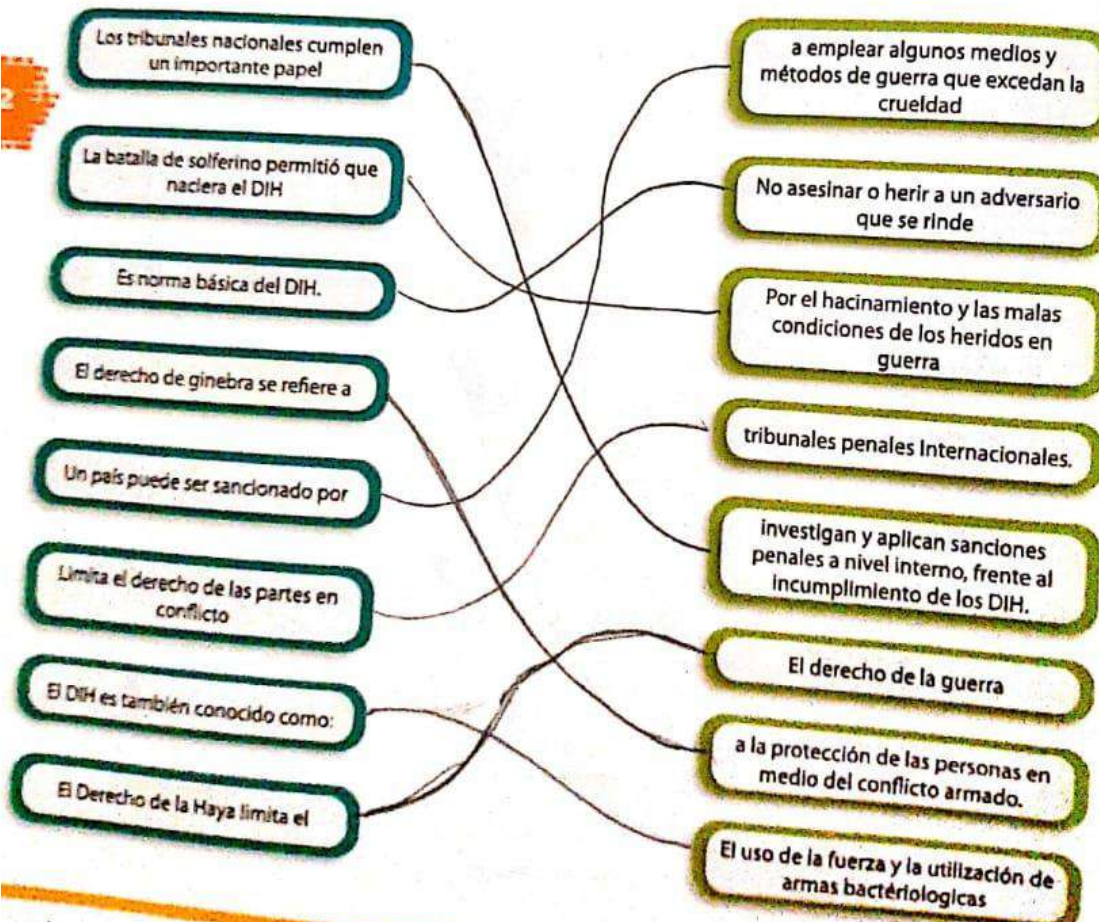 2
Los tribunales nacionales cumplen
un importante papel
La batalla de solferino permitió que
naciera el DIH
Es norma básica del DIH.
El derecho de ginebra se refiere a
Un país puede ser sancionado por
Limita el derecho de las partes en
conflicto
El DIH es también conocido como:
El Derecho de la Haya limita el
a emplear algunos medios y
métodos de guerra que excedan la
crueldad
No asesinar o herir a un adversario
que se rinde
Por el hacinamiento y las malas
condiciones de los heridos en
guerra
tribunales penales Internacionales.
investigan y aplican sanciones
penales a nivel interno, frente al
incumplimiento de los DIH.
El derecho de la guerra
a la protección de las personas en
medio del conflicto armado.
El uso de la fuerza y la utilización de
armas bactériologicas